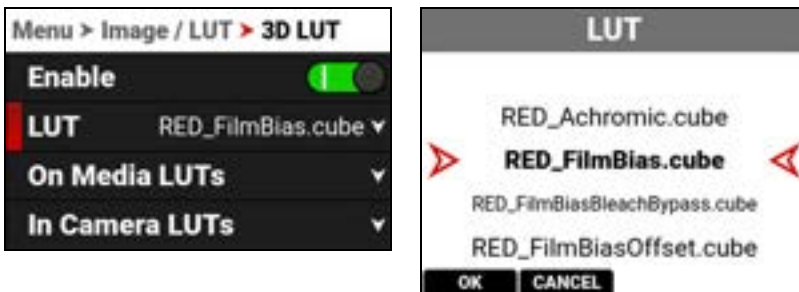 Menu > Image / LUT > 3D LUT
Enable
LUT RED_FilmBias.cube
On Media LUTs
In Camera LUTs
LUT
RED_Achromic.cube
RED_FilmBias.cube
RED_FilmBiasBleachBypass.cube
RED_FilmBiasOffset.cube
OK CANCEL